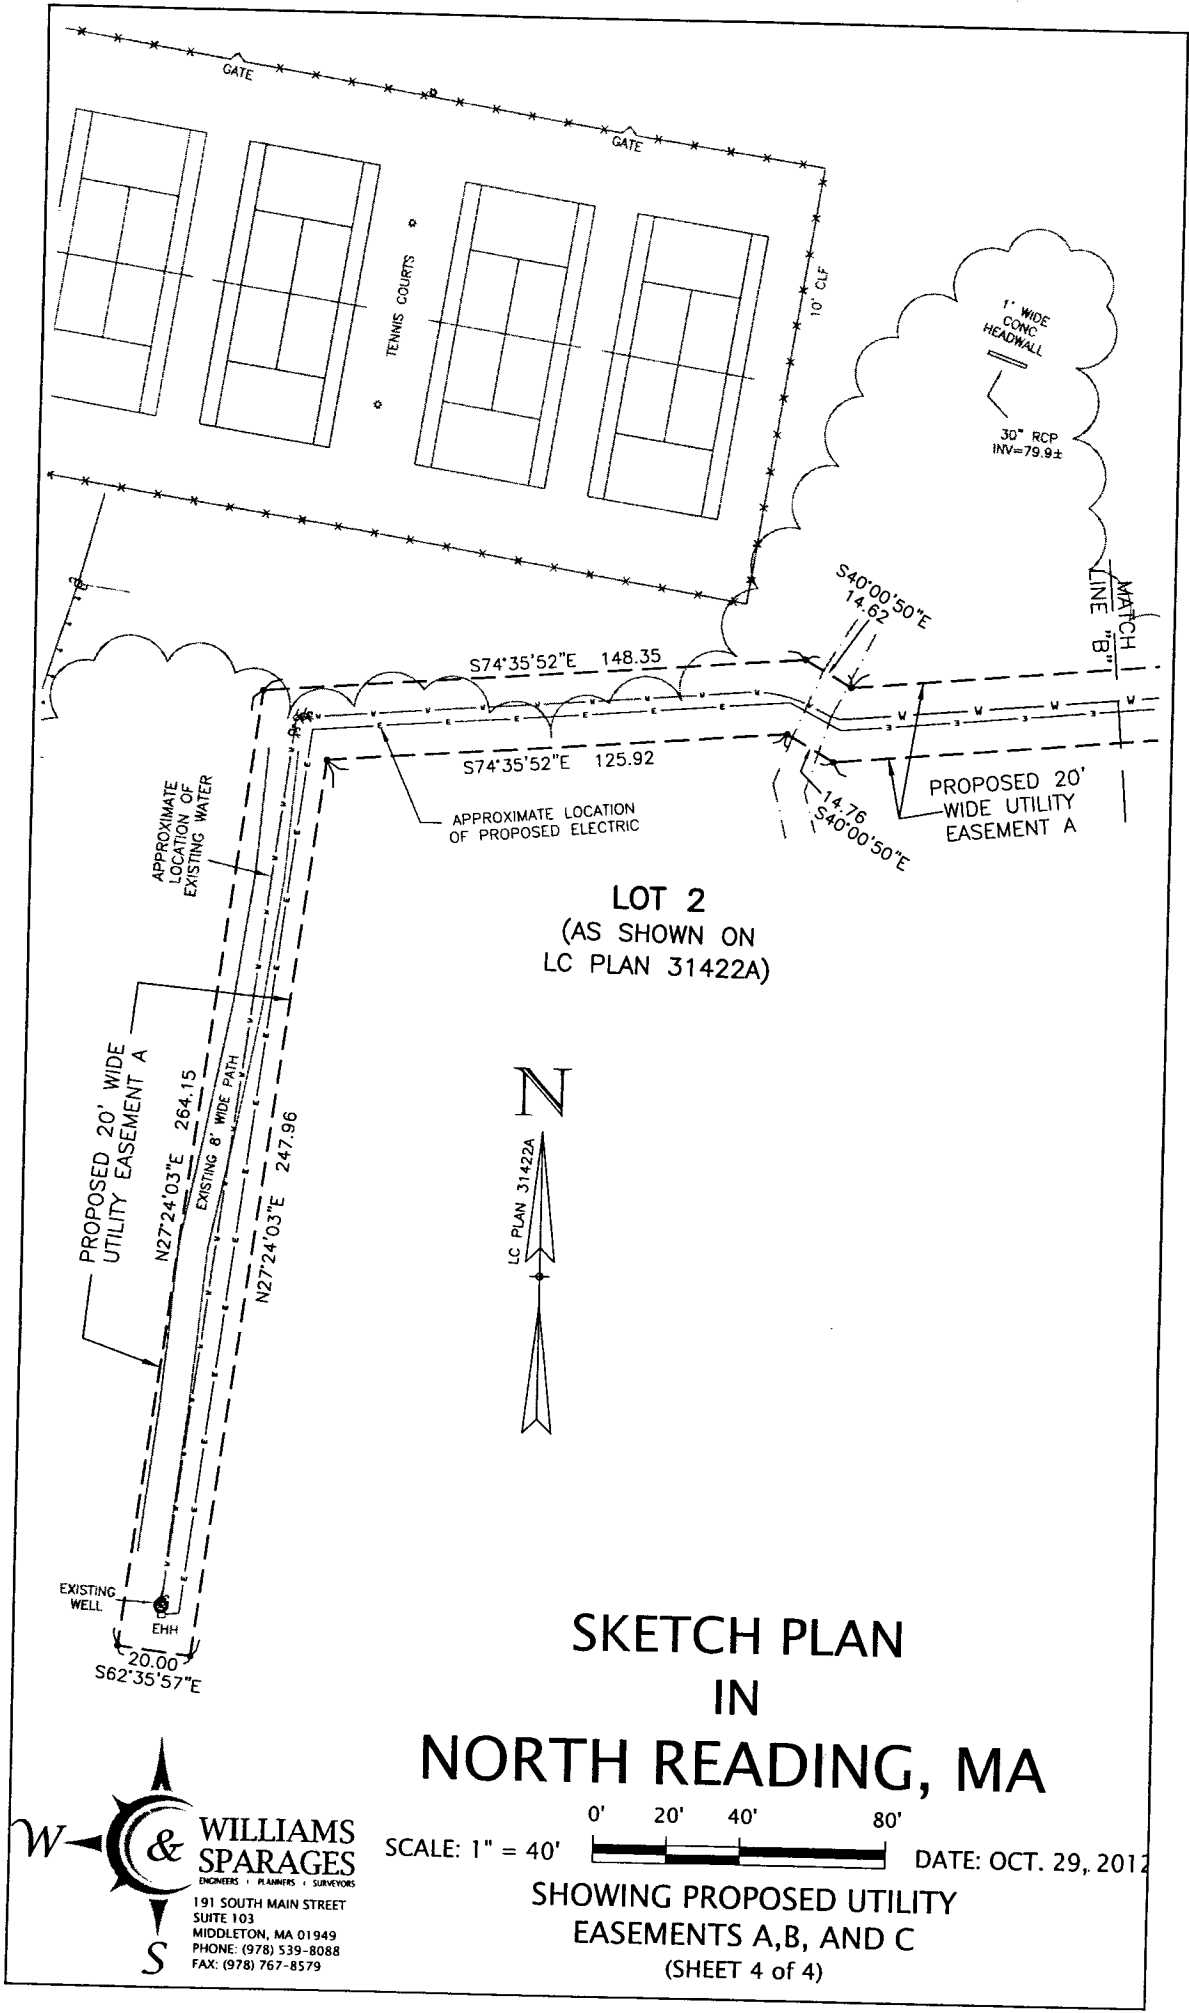 GATE
GATE
TENNIS COURTS
10' CLF
1' WIDE
CONC
HEADWALL
30" RCP
INV=79.9±
MATCH
LINE "B"
S40°00'50"E
14.62
S74°35'52"E 148.35
W W W W W W W W W W W
E E E E E E E E E
S74°35'52"E 125.92
14.76
S40°00'50"E
PROPOSED 20'
WIDE UTILITY
EASEMENT A
APPROXIMATE LOCATION
OF PROPOSED ELECTRIC
APPROXIMATE
LOCATION OF
EXISTING WATER
LOT 2
(AS SHOWN ON
LC PLAN 31422A)
PROPOSED 20' WIDE
UTILITY EASEMENT A
N27°24'03"E 264.15
EXISTING 8' WIDE PATH
N27°24'03"E 247.96
N
LC PLAN 31422A
EXISTING
WELL
EHH
20.00
S62°35'57"E
SKETCH PLAN
IN
NORTH READING, MA
0' 20' 40' 80'
SCALE: 1" = 40'
DATE: OCT. 29, 2012
SHOWING PROPOSED UTILITY
EASEMENTS A,B, AND C
(SHEET 4 of 4)
W
&
S
WILLIAMS
SPARAGES
ENGINEERS | PLANNERS | SURVEYORS
191 SOUTH MAIN STREET
SUITE 103
MIDDLETON, MA 01949
PHONE: (978) 539-8088
FAX: (978) 767-8579